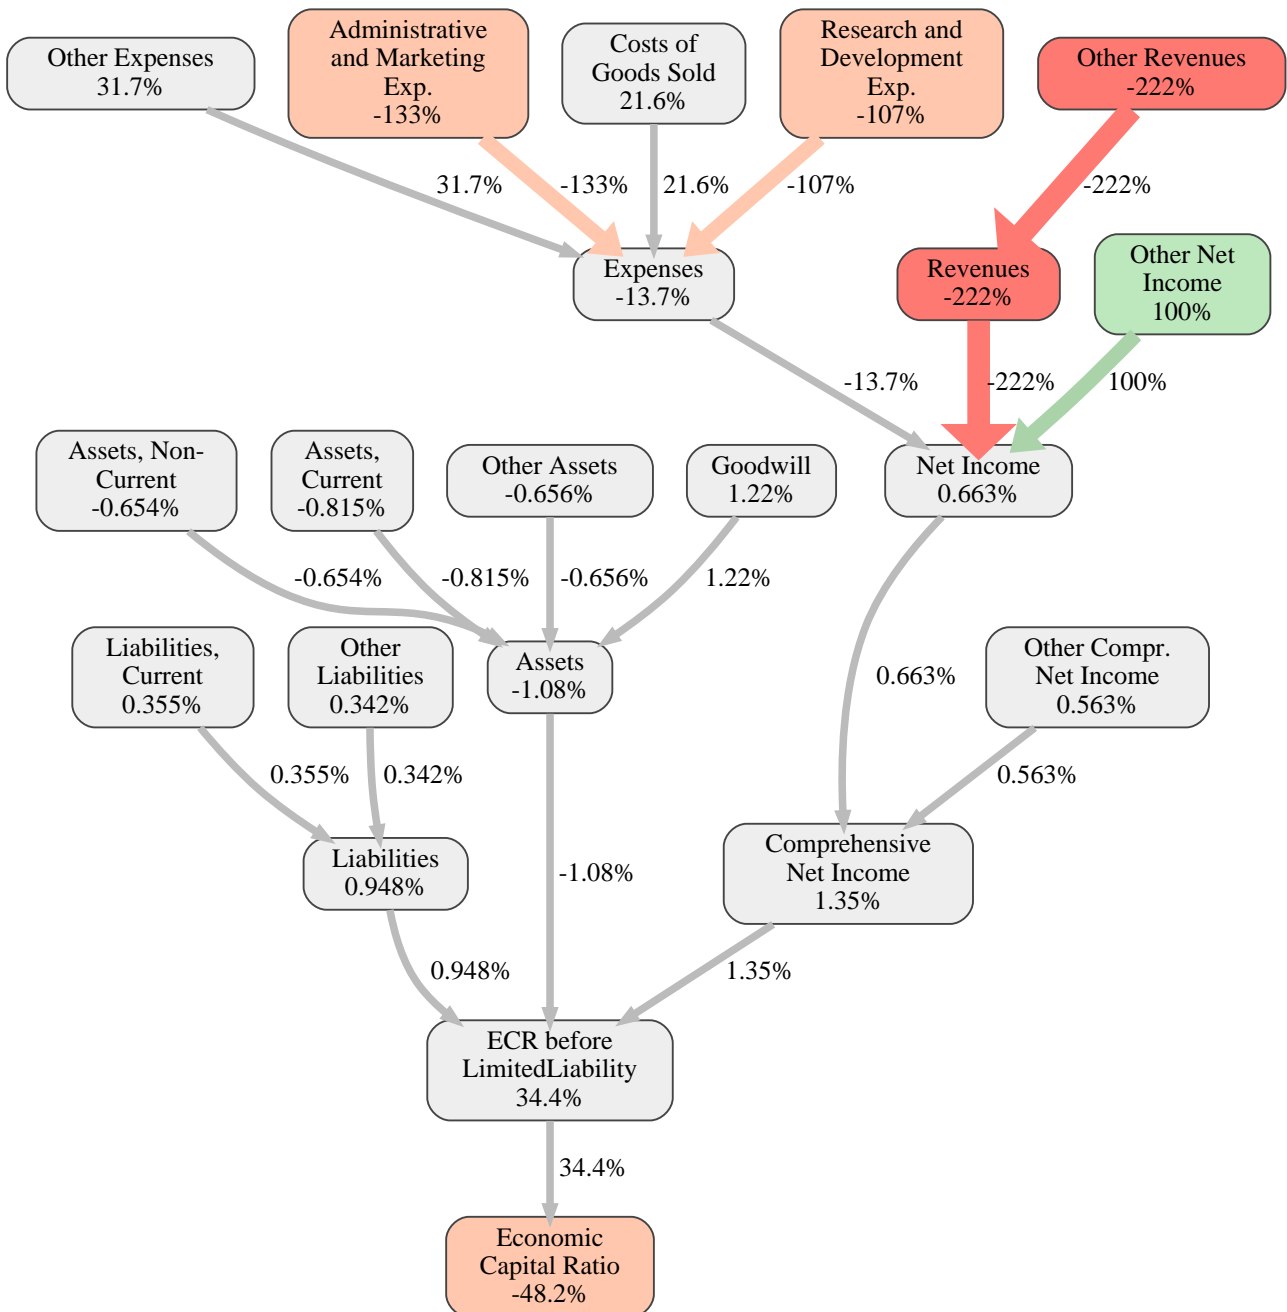 Other Expenses
31.7%
Administrative
and Marketing
Exp.
-133%
Costs of
Goods Sold
21.6%
Research and
Development
Exp.
-107%
Other Revenues
-222%
31.7%
-133%
21.6%
-107%
-222%
Expenses
-13.7%
Revenues
-222%
Other Net
Income
100%
-13.7%
-222%
100%
Assets, Non-
Current
-0.654%
Assets,
Current
-0.815%
Other Assets
-0.656%
Goodwill
1.22%
Net Income
0.663%
-0.654%
-0.815%
-0.656%
1.22%
Liabilities,
Current
0.355%
Other
Liabilities
0.342%
Assets
-1.08%
0.663%
Other Compr.
Net Income
0.563%
0.355%
0.342%
0.563%
Liabilities
0.948%
-1.08%
Comprehensive
Net Income
1.35%
0.948%
1.35%
ECR before
LimitedLiability
34.4%
34.4%
Economic
Capital Ratio
-48.2%